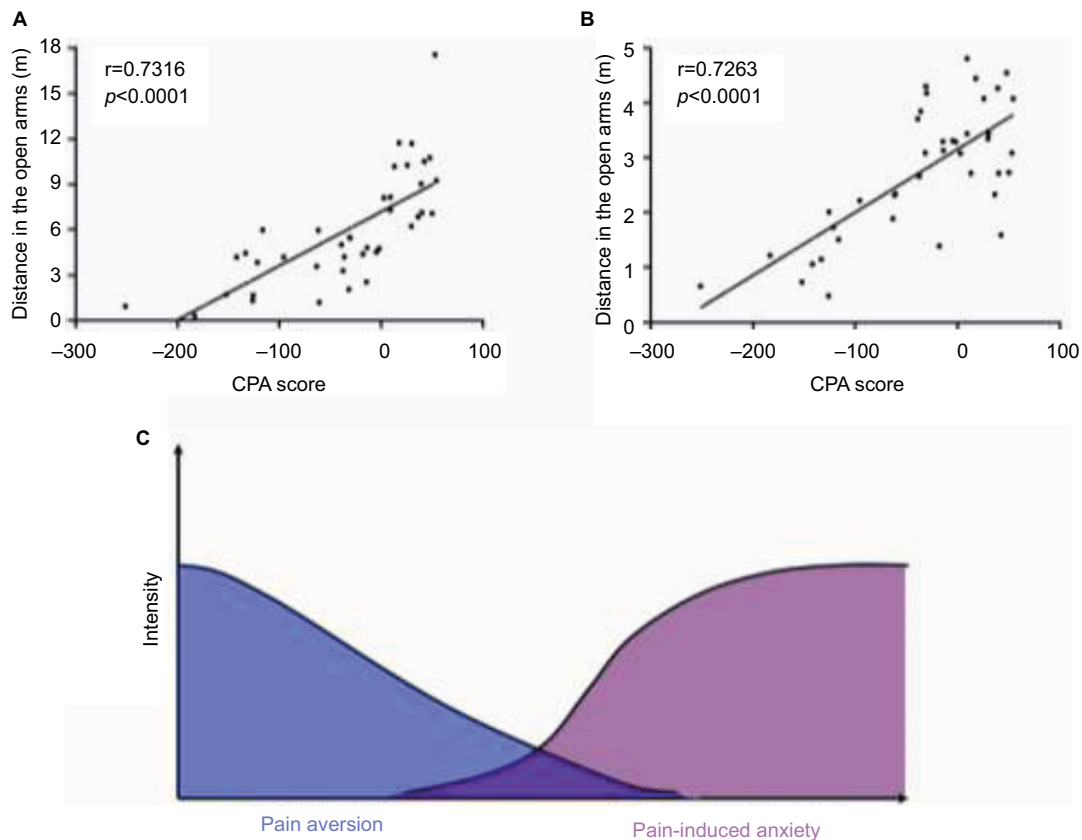 A
Distance in the open arms (m)
18
15
12
9
6
3
0
r=0.7316
p<0.0001
–300
–200
–100
0
100
CPA score
B
Distance in the open arms (m)
5
4
3
2
1
0
r=0.7263
p<0.0001
–300
–200
–100
0
100
CPA score
C
Intensity
Pain aversion
Pain-induced anxiety